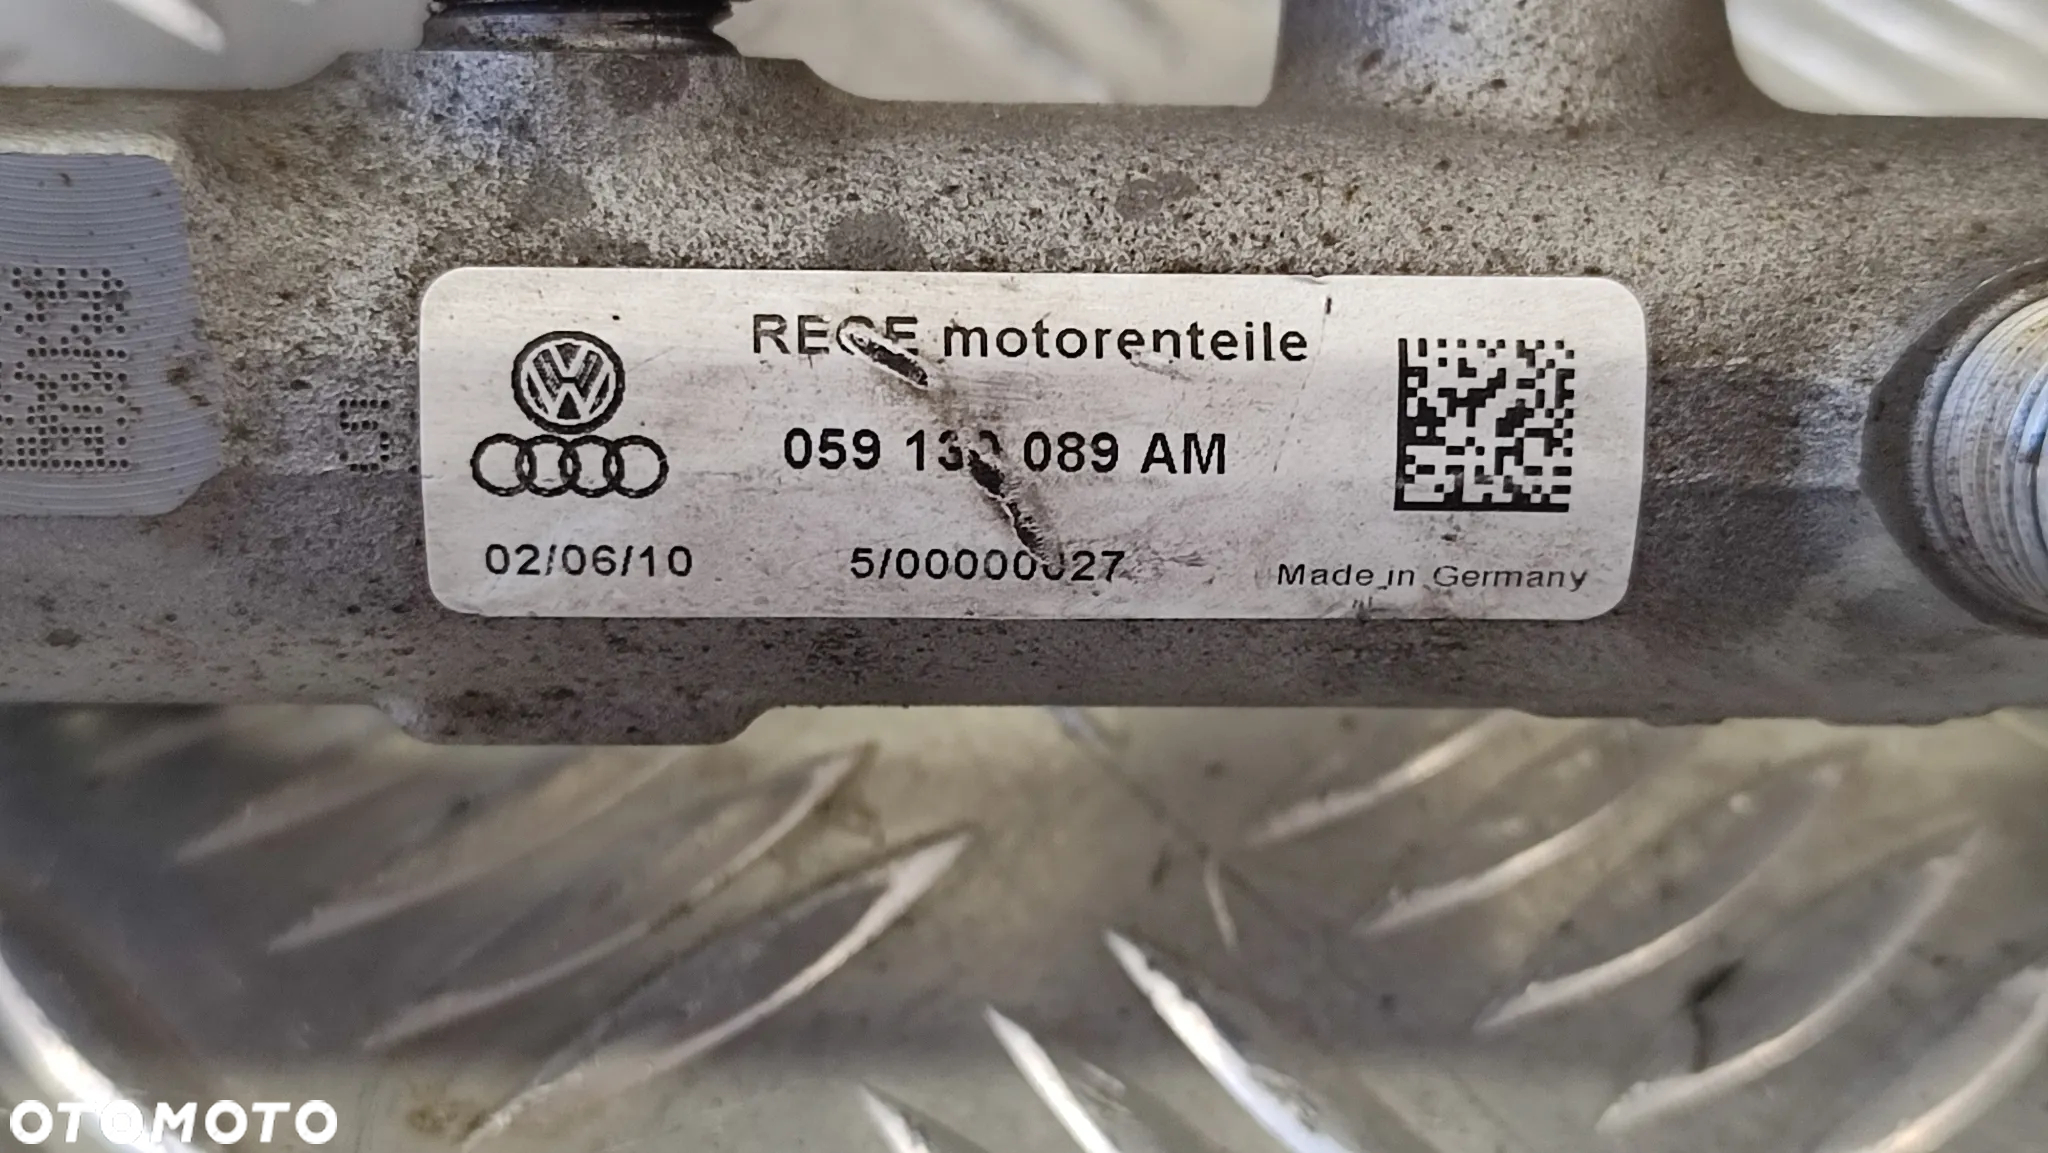 REGE motorenteile
059 130 089 AM
02/06/10 5/00000027
Made in Germany
S
OTOMOTO